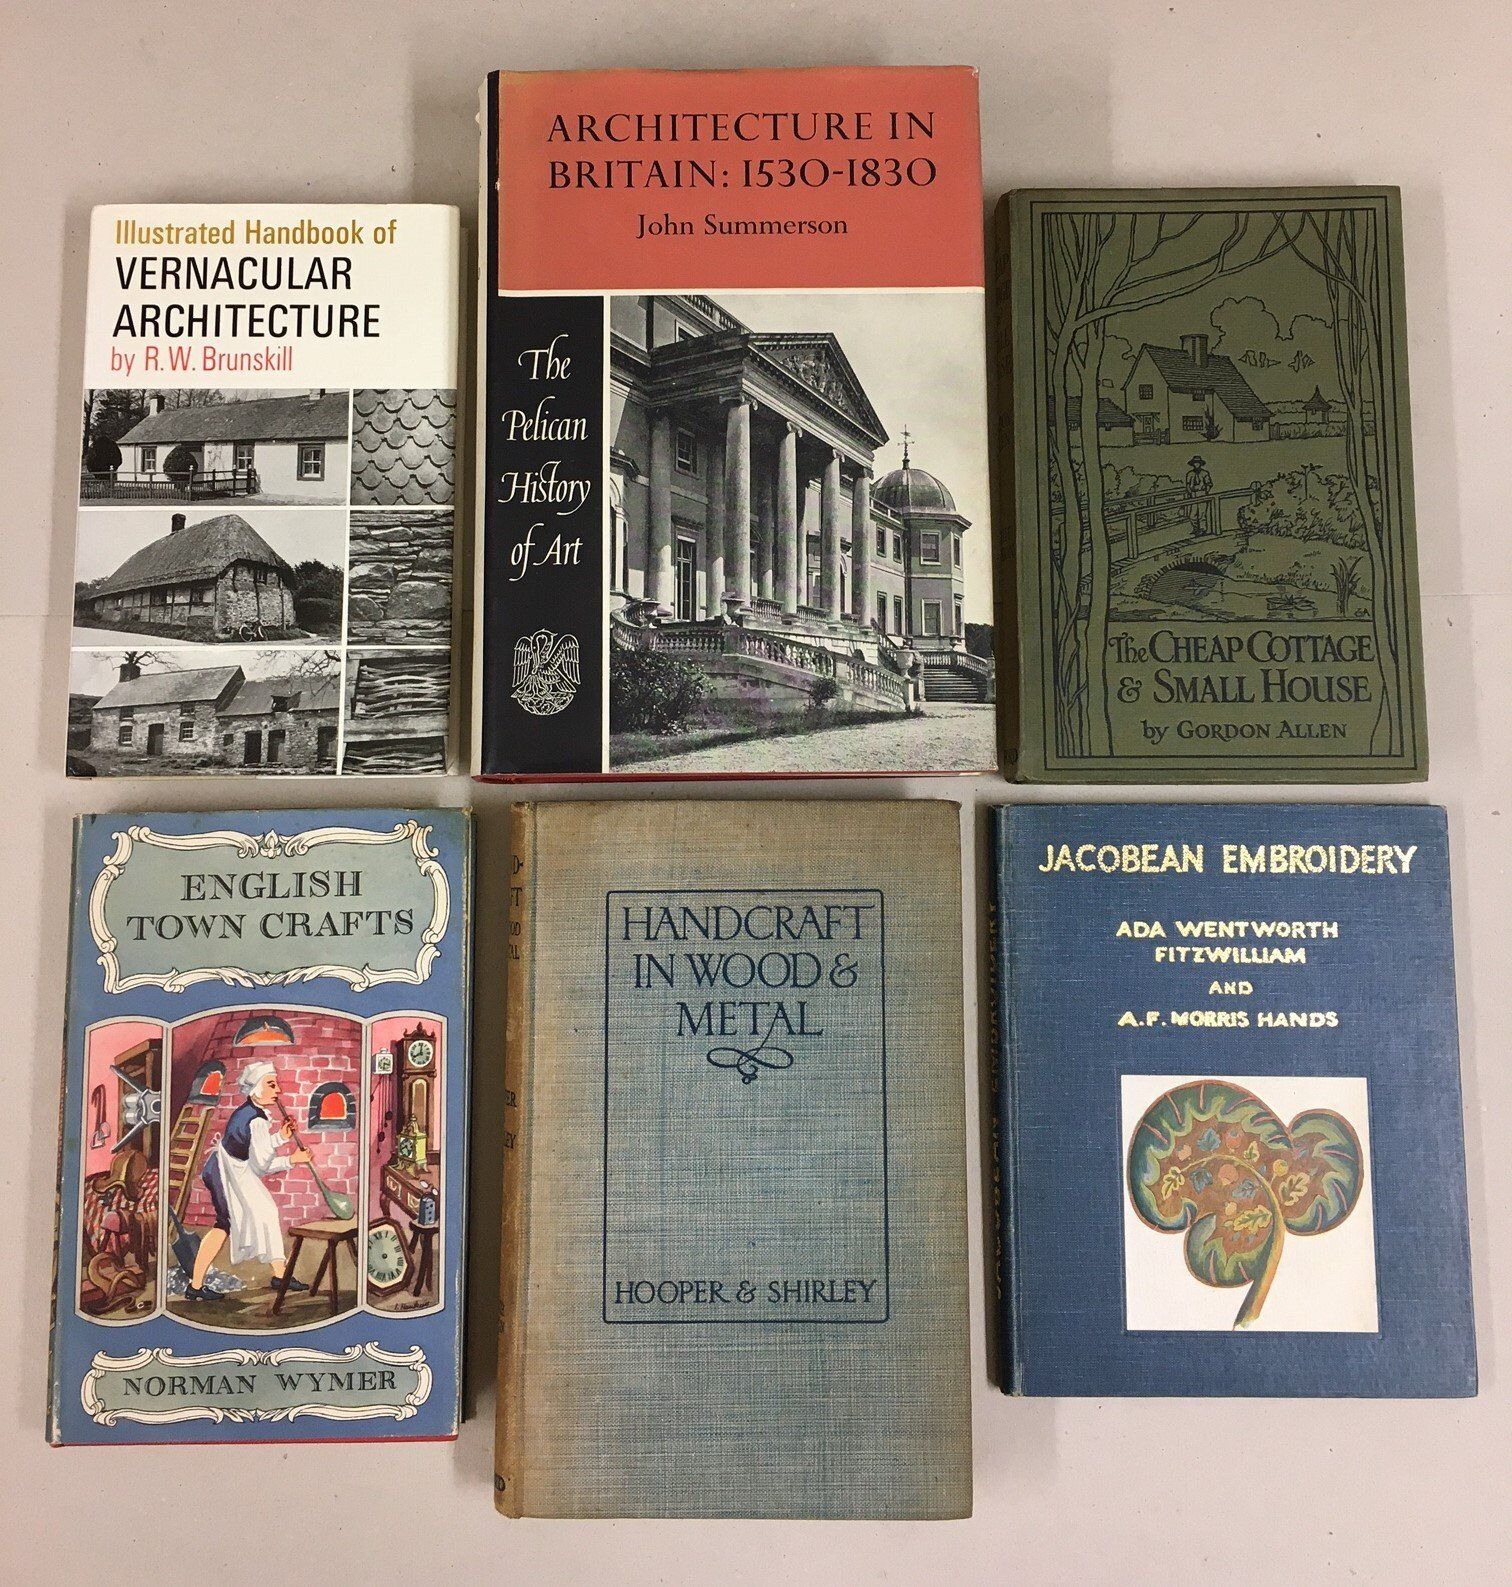 Illustrated Handbook of
VERNACULAR
ARCHITECTURE
by R.W. Brunskill
ARCHITECTURE IN
BRITAIN: 1530-1830
John Summerson
The
Pelican
History
of Art
The CHEAP COTTAGE
& SMALL HOUSE
by GORDON ALLEN
ENGLISH
TOWN CRAFTS
NORMAN WYMER
HANDCRAFT
IN WOOD &
METAL
HOOPER & SHIRLEY
JACOBEAN EMBROIDERY
ADA WENTWORTH
FITZWILLIAM
AND
A.F. MORRIS HANDS